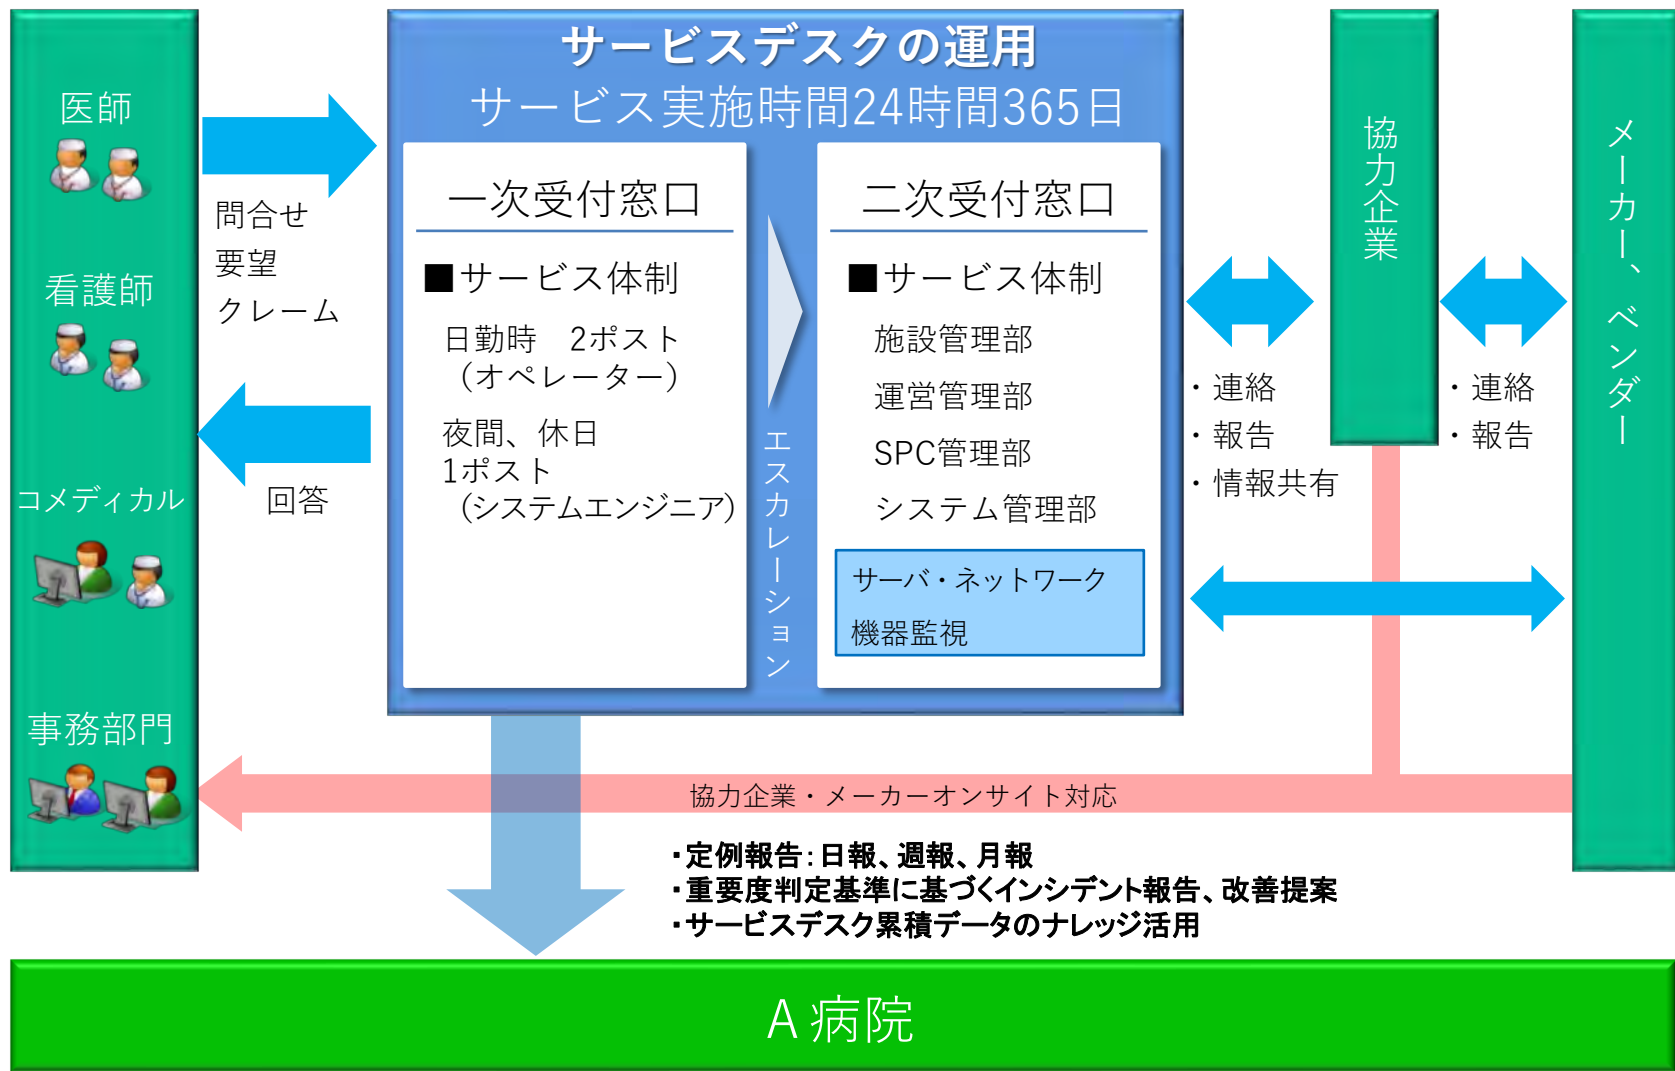 サービスデスクの運用
サービス実施時間24時間365日
医師
看護師
コメディカル
事務部門
問合せ
要望
クレーム
回答
一次受付窓口
■サービス体制
日勤時　2ポスト
（オペレーター）
夜間、休日
1ポスト
（システムエンジニア）
エスカレーション
二次受付窓口
■サービス体制
施設管理部
運営管理部
SPC管理部
システム管理部
サーバ・ネットワーク
機器監視
・連絡
・報告
・情報共有
協力企業
・連絡
・報告
メーカー、ベンダー
協力企業・メーカーオンサイト対応
・定例報告：日報、週報、月報
・重要度判定基準に基づくインシデント報告、改善提案
・サービスデスク累積データのナレッジ活用
A 病院